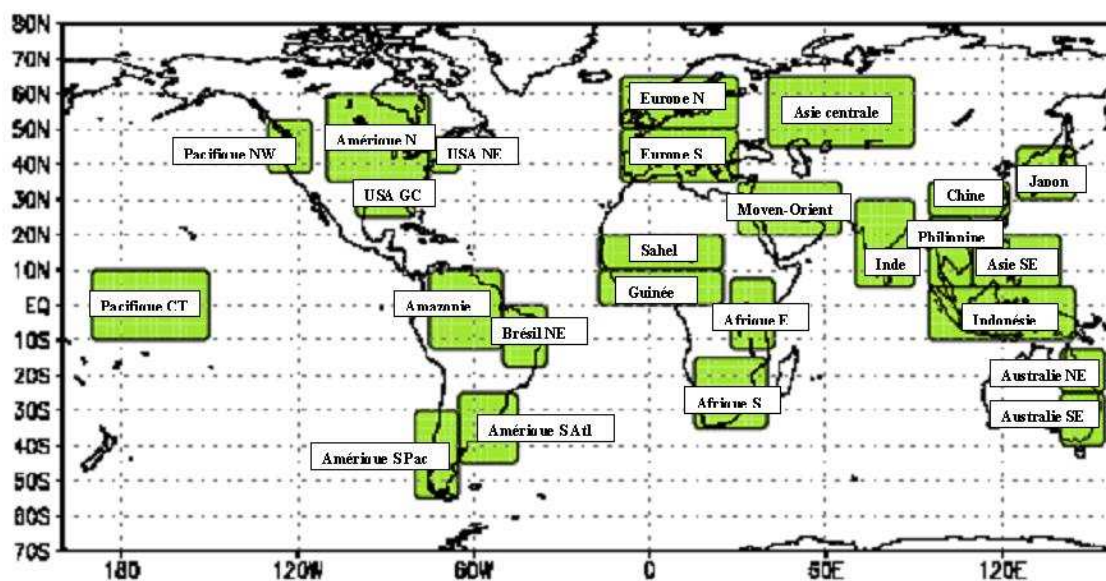 80N
70N
60N
50N
40N
30N
20N
10N
EQ
10S
20S
30S
40S
50S
60S
70S
Europe N
Asie centrale
Pacifique NW
Amérique N
USA NE
Europe S
Japon
USA GC
Moyen-Orient
Chine
Philippine
Sahel
Inde
Asie SE
Pacifique CT
Amazonie
Guinée
Indonésie
Brésil NE
Afrique E
Australie NE
Afrique S
Australie SE
Amérique S Atl
Amérique S Pac
180
120W
60W
0
60E
120E